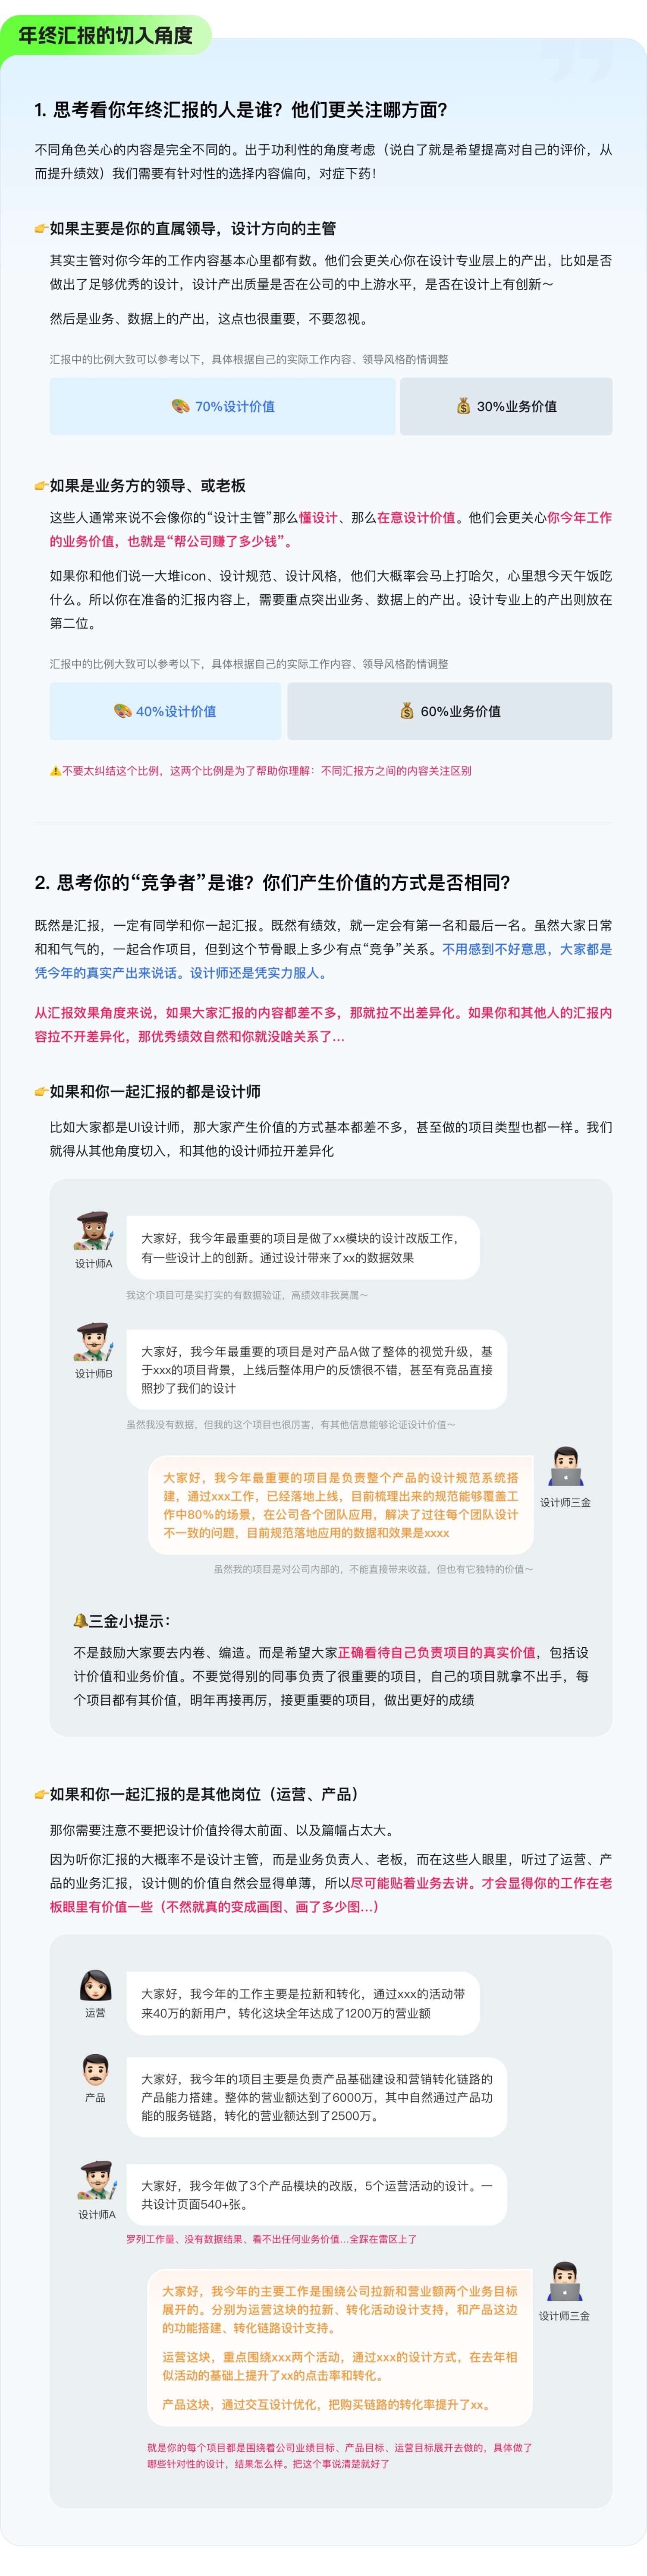 年终汇报的切入角度
1. 思考看你年终汇报的人是谁？他们更关注哪方面？
不同角色关心的内容是完全不同的。出于功利性的角度考虑（说白了就是希望提高对自己的评价，从
而提升绩效）我们需要有针对性的选择内容偏向，对症下药！
👉如果主要是你的直属领导，设计方向的主管
其实主管对你今年的工作内容基本心里都有数。他们会更关心你在设计专业层上的产出，比如是否
做出了足够优秀的设计，设计产出质量是否在公司的中上游水平，是否在设计上有创新～
然后是业务、数据上的产出，这点也很重要，不要忽视。
汇报中的比例大致可以参考以下，具体根据自己的实际工作内容、领导风格酌情调整
🎨 70%设计价值
💰 30%业务价值
👉如果是业务方的领导、或老板
这些人通常来说不会像你的“设计主管”那么懂设计、那么在意设计价值。他们会更关心你今年工作
的业务价值，也就是“帮公司赚了多少钱”。
如果你和他们说一大堆icon、设计规范、设计风格，他们大概率会马上打哈欠，心里想今天午饭吃
什么。所以你在准备的汇报内容上，需要重点突出业务、数据上的产出。设计专业上的产出则放在
第二位。
汇报中的比例大致可以参考以下，具体根据自己的实际工作内容、领导风格酌情调整
🎨 40%设计价值
💰 60%业务价值
⚠️不要太纠结这个比例，这两个比例是为了帮助你理解：不同汇报方之间的内容关注区别
2. 思考你的“竞争者”是谁？你们产生价值的方式是否相同？
既然是汇报，一定有同学和你一起汇报。既然有绩效，就一定会有第一名和最后一名。虽然大家日常
和和气气的，一起合作项目，但到这个节骨眼上多少有点“竞争”关系。不用感到不好意思，大家都是
凭今年的真实产出来说话。设计师还是凭实力服人。
从汇报效果角度来说，如果大家汇报的内容都差不多，那就拉不出差异化。如果你和其他人的汇报内
容拉不开差异化，那优秀绩效自然和你就没啥关系了...
👉如果和你一起汇报的都是设计师
比如大家都是UI设计师，那大家产生价值的方式基本都差不多，甚至做的项目类型也都一样。我们
就得从其他角度切入，和其他的设计师拉开差异化
设计师A
大家好，我今年最重要的项目是做了xx模块的设计改版工作，
有一些设计上的创新。通过设计带来了xx的数据效果
我这个项目可是实打实的有数据验证，高绩效非我莫属～
设计师B
大家好，我今年最重要的项目是对产品A做了整体的视觉升级，基
于xxx的项目背景，上线后整体用户的反馈很不错，甚至有竞品直接
照抄了我们的设计
虽然我没有数据，但我的这个项目也很厉害，有其他信息能够论证设计价值～
设计师三金
大家好，我今年最重要的项目是负责整个产品的设计规范系统搭
建，通过xxx工作，已经落地上线，目前梳理出来的规范能够覆盖工
作中80%的场景，在公司各个团队应用，解决了过往每个团队设计
不一致的问题，目前规范落地应用的数据和效果是xxxx
虽然我的项目是对公司内部的，不能直接带来收益，但也有它独特的价值～
🔔三金小提示：
不是鼓励大家要去内卷、编造。而是希望大家正确看待自己负责项目的真实价值，包括设
计价值和业务价值。不要觉得别的同事负责了很重要的项目，自己的项目就拿不出手，每
个项目都有其价值，明年再接再厉，接更重要的项目，做出更好的成绩
👉如果和你一起汇报的是其他岗位（运营、产品）
那你需要注意不要把设计价值拎得太前面、以及篇幅占太大。
因为听你汇报的大概率不是设计主管，而是业务负责人、老板，而在这些人眼里，听过了运营、产
品的业务汇报，设计侧的价值自然会显得单薄，所以尽可能贴着业务去讲。才会显得你的工作在老
板眼里有价值一些（不然就真的变成画图、画了多少图...）
运营
大家好，我今年的工作主要是拉新和转化，通过xxx的活动带
来40万的新用户，转化这块全年达成了1200万的营业额
产品
大家好，我今年的项目主要是负责产品基础建设和营销转化链路的
产品能力搭建。整体的营业额达到了6000万，其中自然通过产品功
能的服务链路，转化的营业额达到了2500万。
设计师A
大家好，我今年做了3个产品模块的改版，5个运营活动的设计。一
共设计页面540+张。
罗列工作量、没有数据结果、看不出任何业务价值...全踩在雷区上了
设计师三金
大家好，我今年的主要工作是围绕公司拉新和营业额两个业务目标
展开的。分别为运营这块的拉新、转化活动设计支持，和产品这边
的功能搭建、转化链路设计支持。
运营这块，重点围绕xxx两个活动，通过xxx的设计方式，在去年相
似活动的基础上提升了xx的点击率和转化。
产品这块，通过交互设计优化，把购买链路的转化率提升了xx。
就是你的每个项目都是围绕着公司业绩目标、产品目标、运营目标展开去做的，具体做了
哪些针对性的设计，结果怎么样。把这个事说清楚就好了